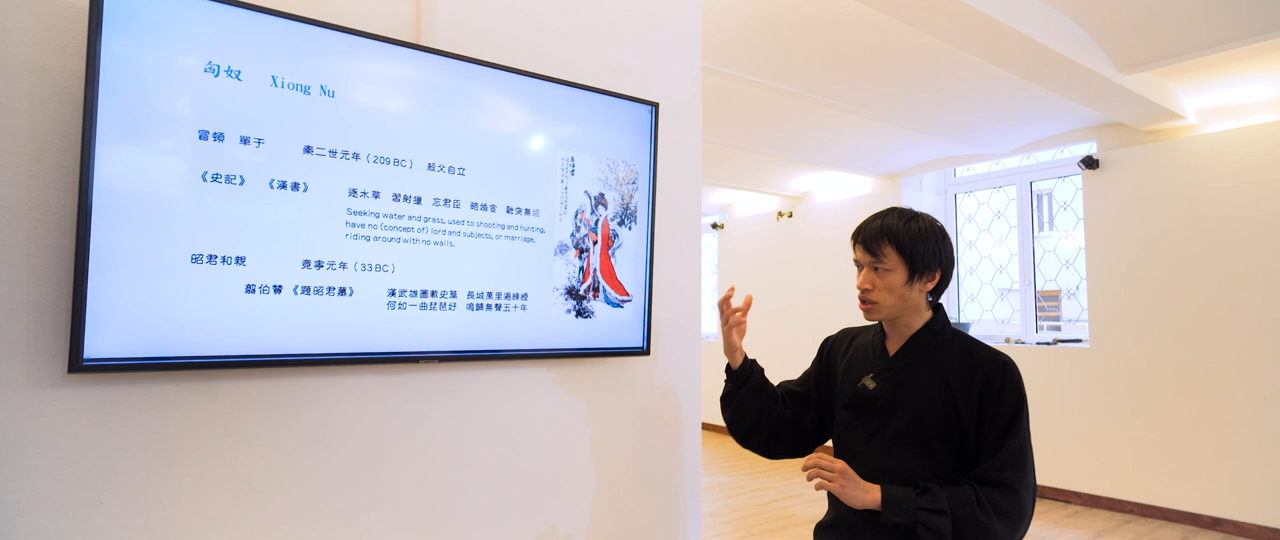 匈奴 Xiong Nu
冒頓 單于 秦二世元年（209 BC） 殺父自立
《史記》 《漢書》 逐水草 習射獵 忘君臣 略婚宦 馳突無垣
Seeking water and grass, used to shooting and hunting,
have no (concept of) lord and subjects, or marriage,
riding around with no walls.
昭君和親 竟寧元年（33 BC）
翦伯贊 《題昭君墓》 漢武雄圖載史篇 長城萬里遍烽煙
何如一曲琵琶好 鳴鏑無聲五十年